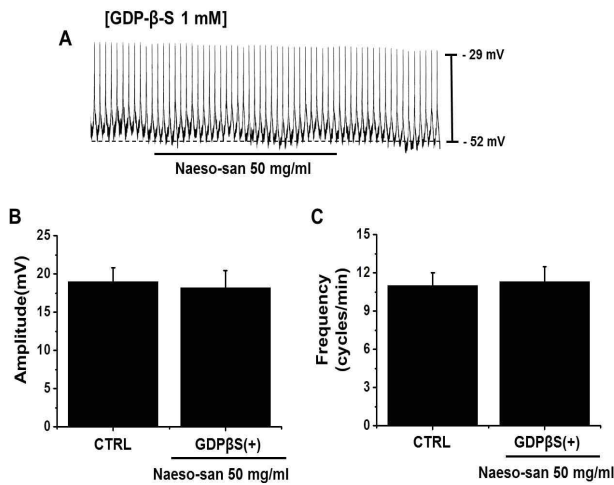 [GDP-β-S 1 mM]
A
- 29 mV
- 52 mV
Naeso-san 50 mg/ml
B
Amplitude(mV)
25
20
15
10
5
0
CTRL
GDPβS(+)
Naeso-san 50 mg/ml
C
Frequency
(cycles/min)
15
12
9
6
3
0
CTRL
GDPβS(+)
Naeso-san 50 mg/ml